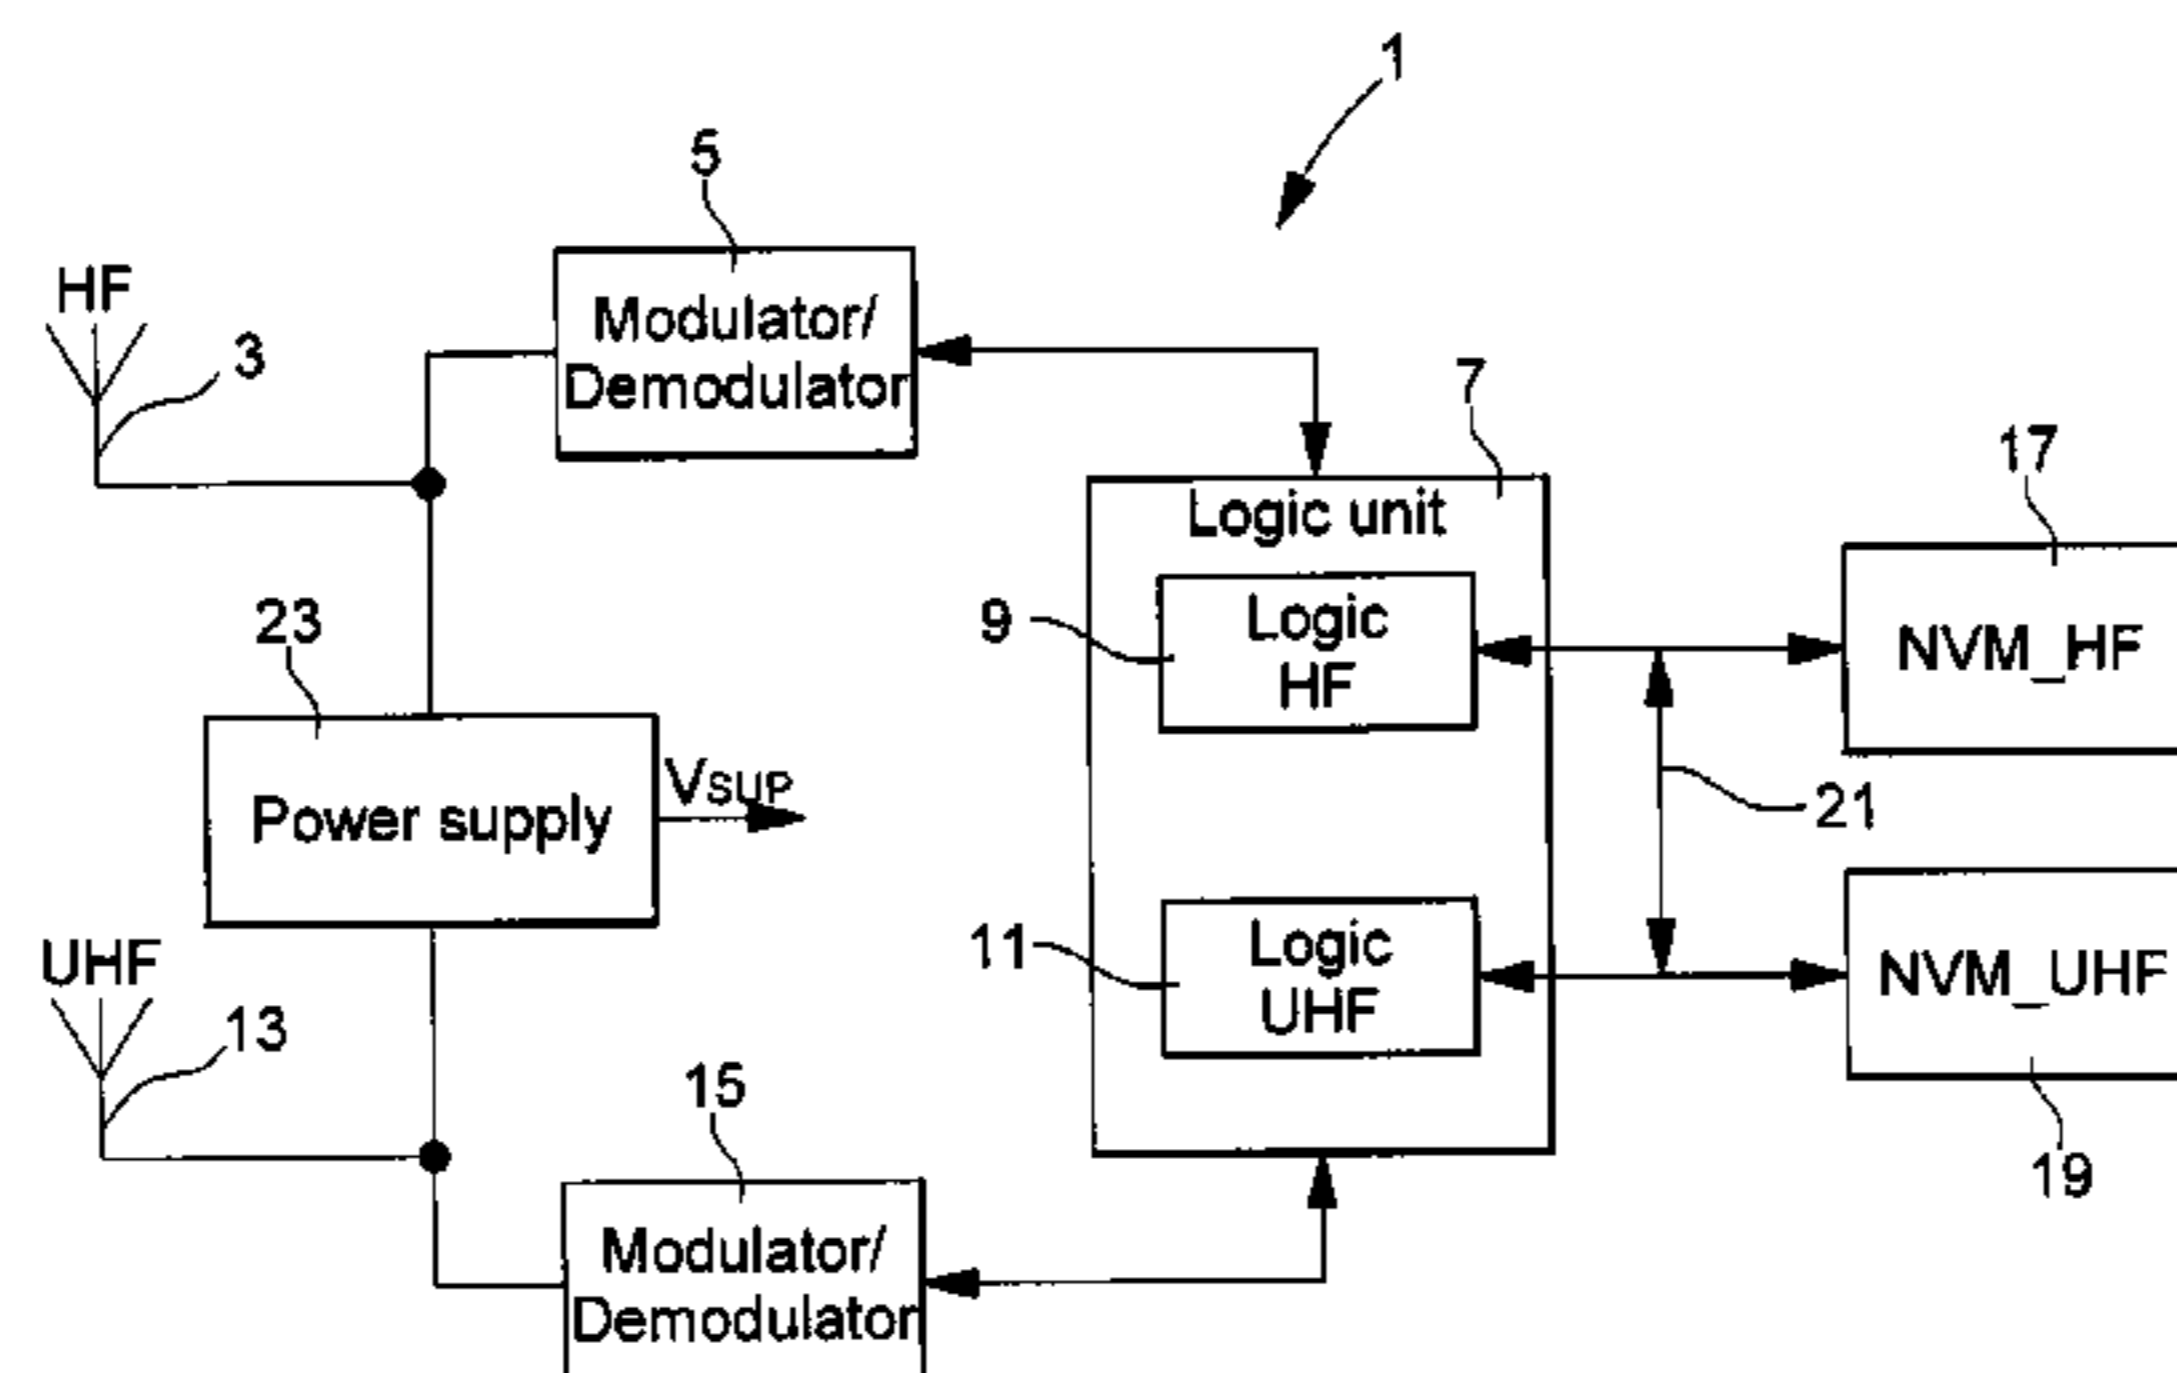 1
5
HF
3
Modulator/
Demodulator
7
Logic unit
17
23
9
Logic
HF
NVM_HF
Power supply
VSUP
21
UHF
13
11
Logic
UHF
NVM_UHF
15
19
Modulator/
Demodulator